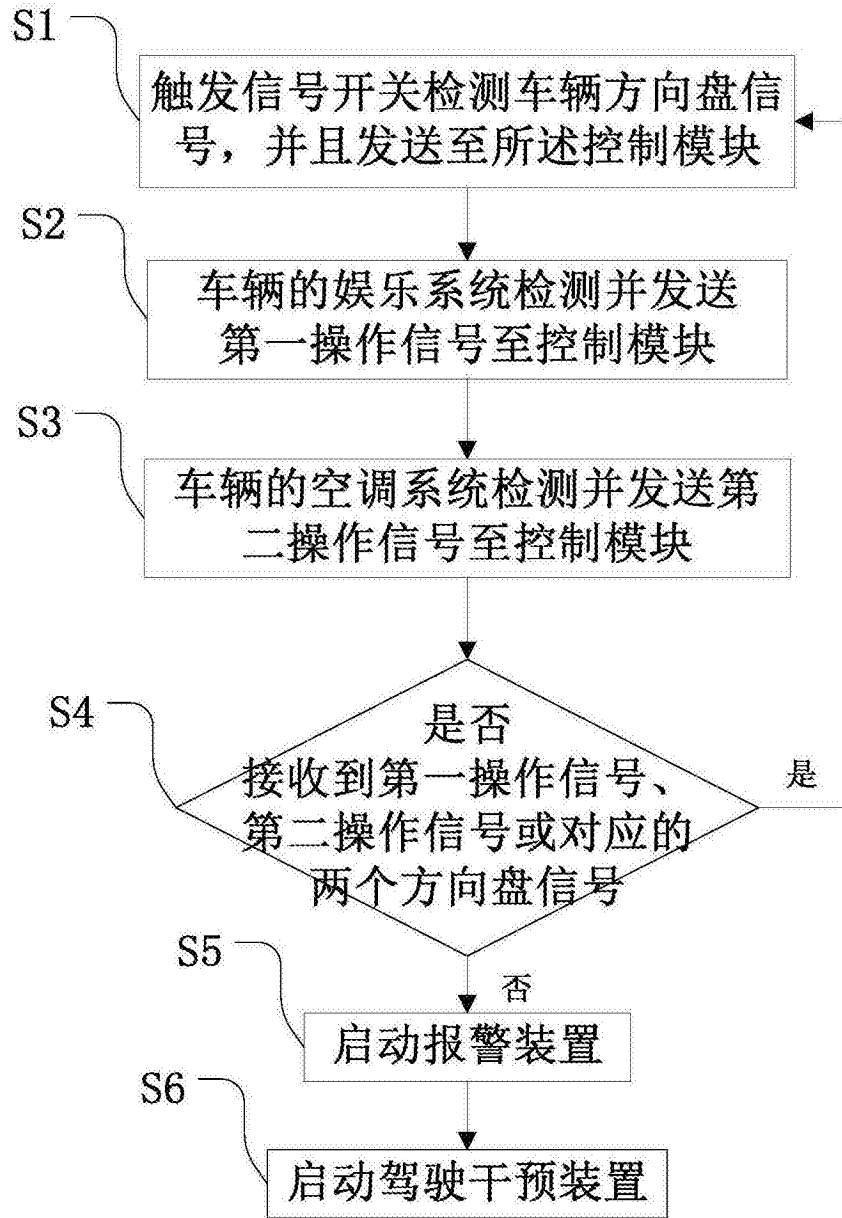 S1
触发信号开关检测车辆方向盘信
号，并且发送至所述控制模块
S2
车辆的娱乐系统检测并发送
第一操作信号至控制模块
S3
车辆的空调系统检测并发送第
二操作信号至控制模块
S4
是否
接收到第一操作信号、
第二操作信号或对应的
两个方向盘信号
是
S5
否
启动报警装置
S6
启动驾驶干预装置